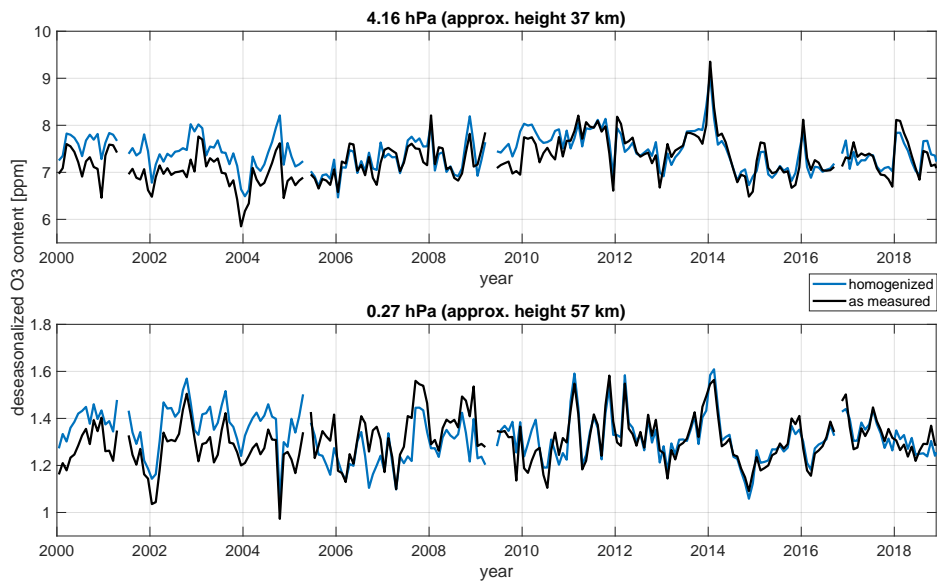 4.16 hPa (approx. height 37 km)
10
9
8
7
6
2000 2002 2004 2006 2008 2010 2012 2014 2016 2018
year
deseasonalized O3 content [ppm]
homogenized
as measured
0.27 hPa (approx. height 57 km)
1.8
1.6
1.4
1.2
1
2000 2002 2004 2006 2008 2010 2012 2014 2016 2018
year